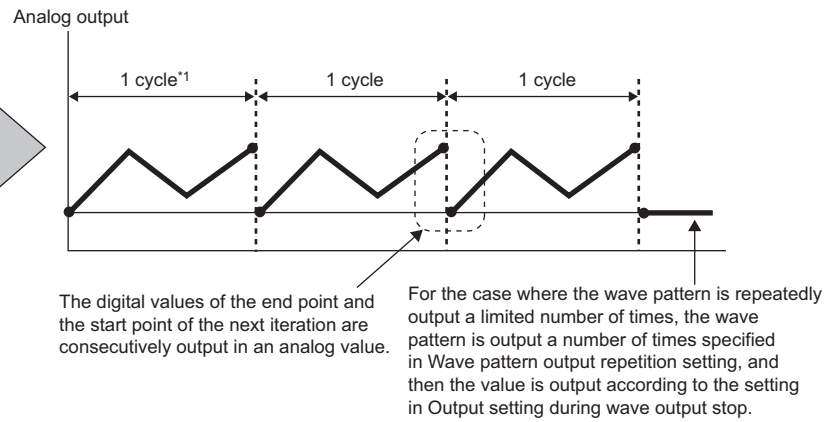 Analog output
1 cycle*1
1 cycle
1 cycle
The digital values of the end point and
the start point of the next iteration are
consecutively output in an analog value.
For the case where the wave pattern is repeatedly
output a limited number of times, the wave
pattern is output a number of times specified
in Wave pattern output repetition setting, and
then the value is output according to the setting
in Output setting during wave output stop.